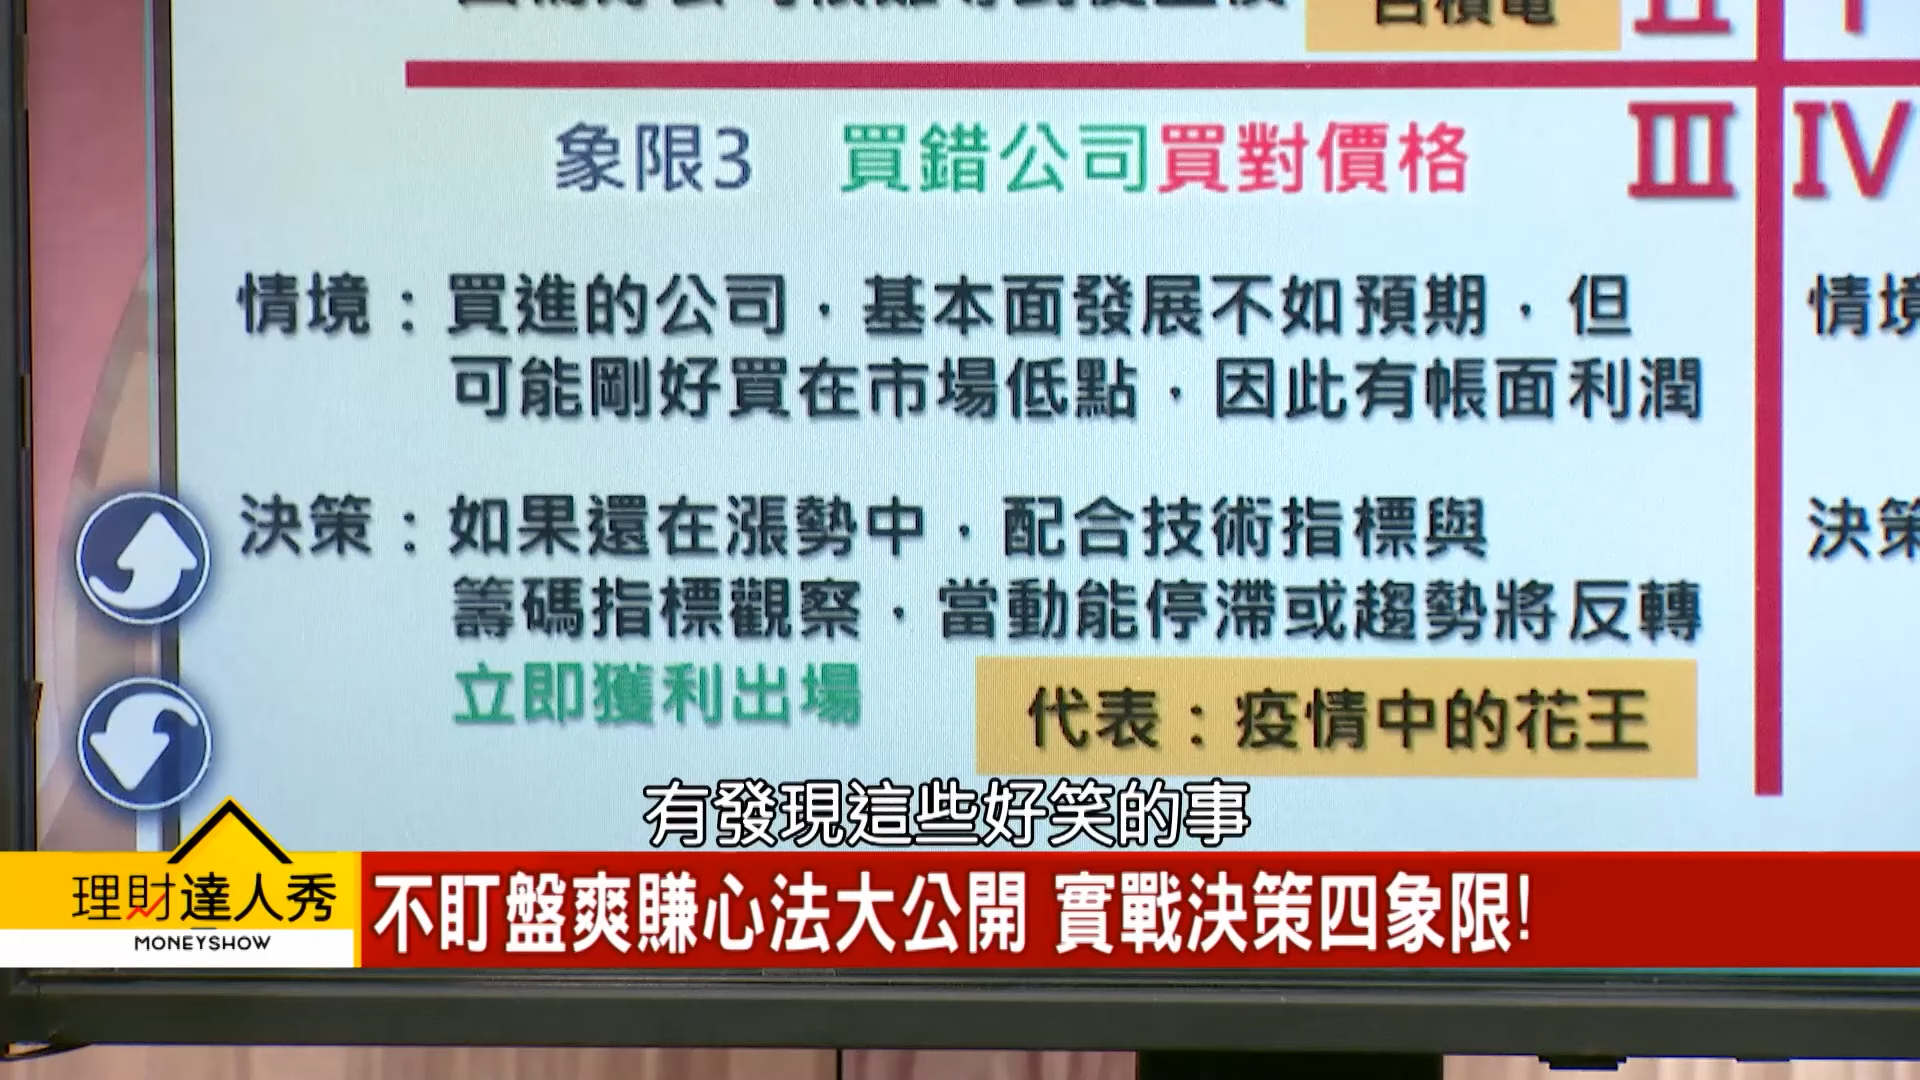 台積電
II I
象限3 買錯公司買對價格 III IV
情境：買進的公司，基本面發展不如預期，但
可能剛好買在市場低點，因此有帳面利潤
決策：如果還在漲勢中，配合技術指標與
籌碼指標觀察，當動能停滯或趨勢將反轉
立即獲利出場
代表：疫情中的花王
情境
決策
有發現這些好笑的事
理財達人秀
MONEYSHOW
不盯盤爽賺心法大公開 實戰決策四象限!